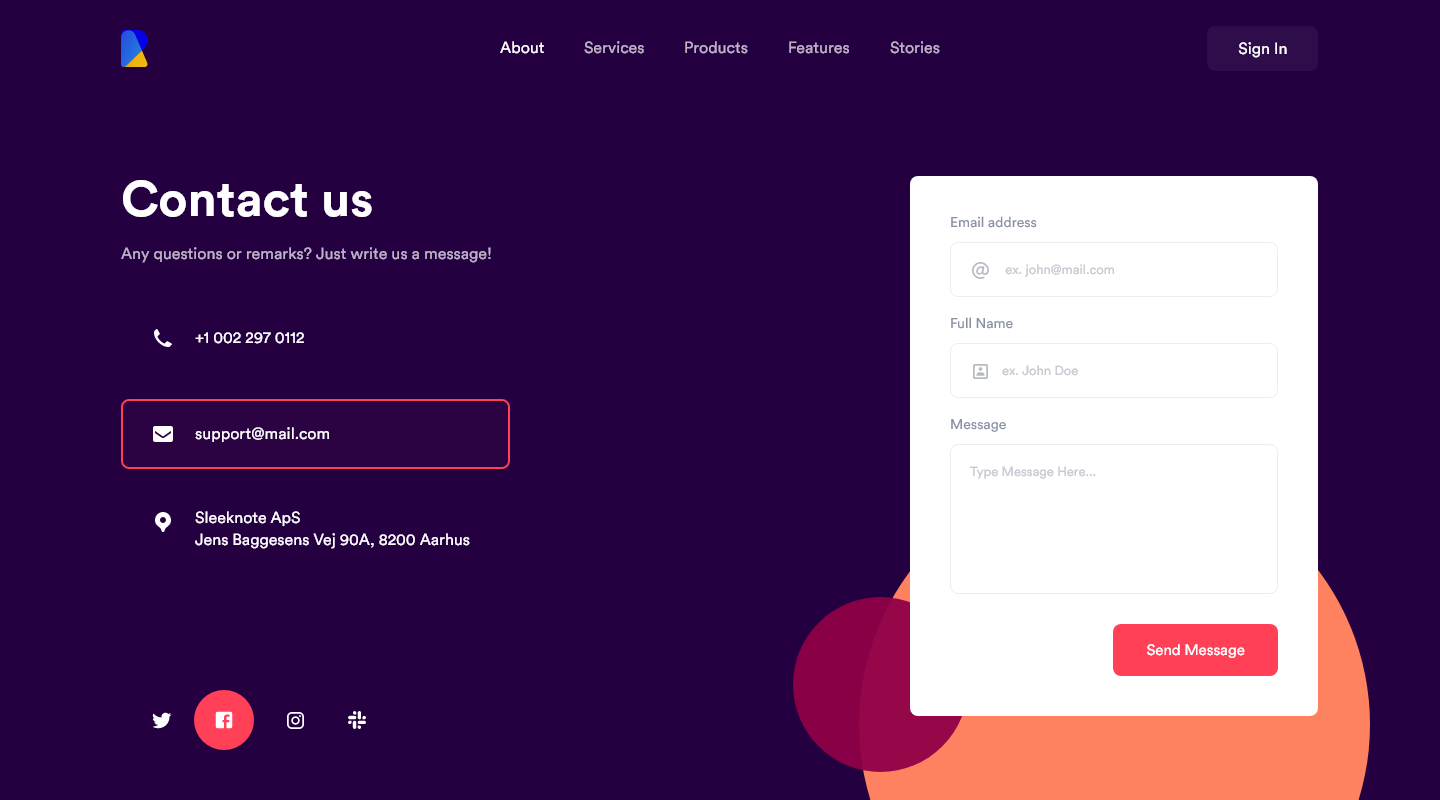 About
Services
Products
Features
Stories
Sign In
Contact us
Any questions or remarks? Just write us a message!
+1 002 297 0112
support@mail.com
Sleeknote ApS
Jens Baggesens Vej 90A, 8200 Aarhus
Email address
ex. john@mail.com
Full Name
ex. John Doe
Message
Type Message Here...
Send Message